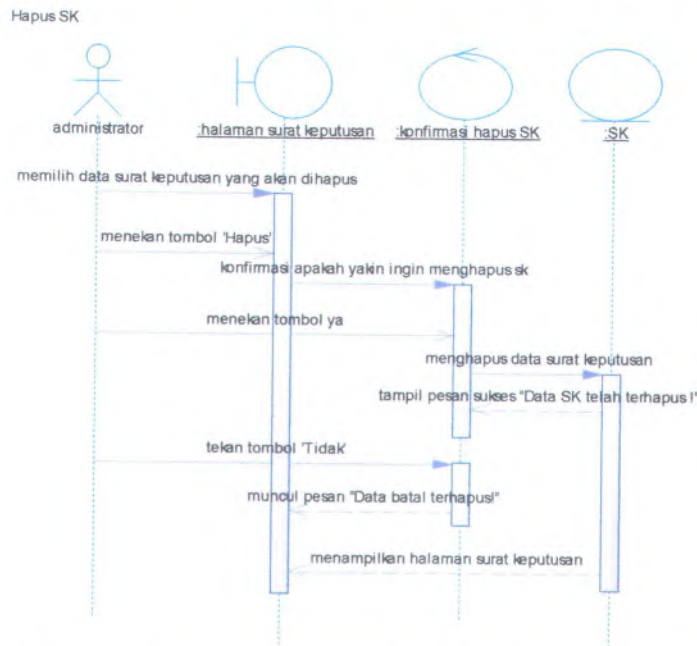 Hapus SK
administrator
:halaman surat keputusan
:konfirmasi hapus SK
:SK
memilih data surat keputusan yang akan dihapus
menekan tombol 'Hapus'
konfirmasi apakah yakin ingin menghapus sk
menekan tombol ya
menghapus data surat keputusan
tampil pesan sukses "Data SK telah terhapus !"
tekan tombol 'Tidak'
muncul pesan "Data batal terhapus!"
menampilkan halaman surat keputusan